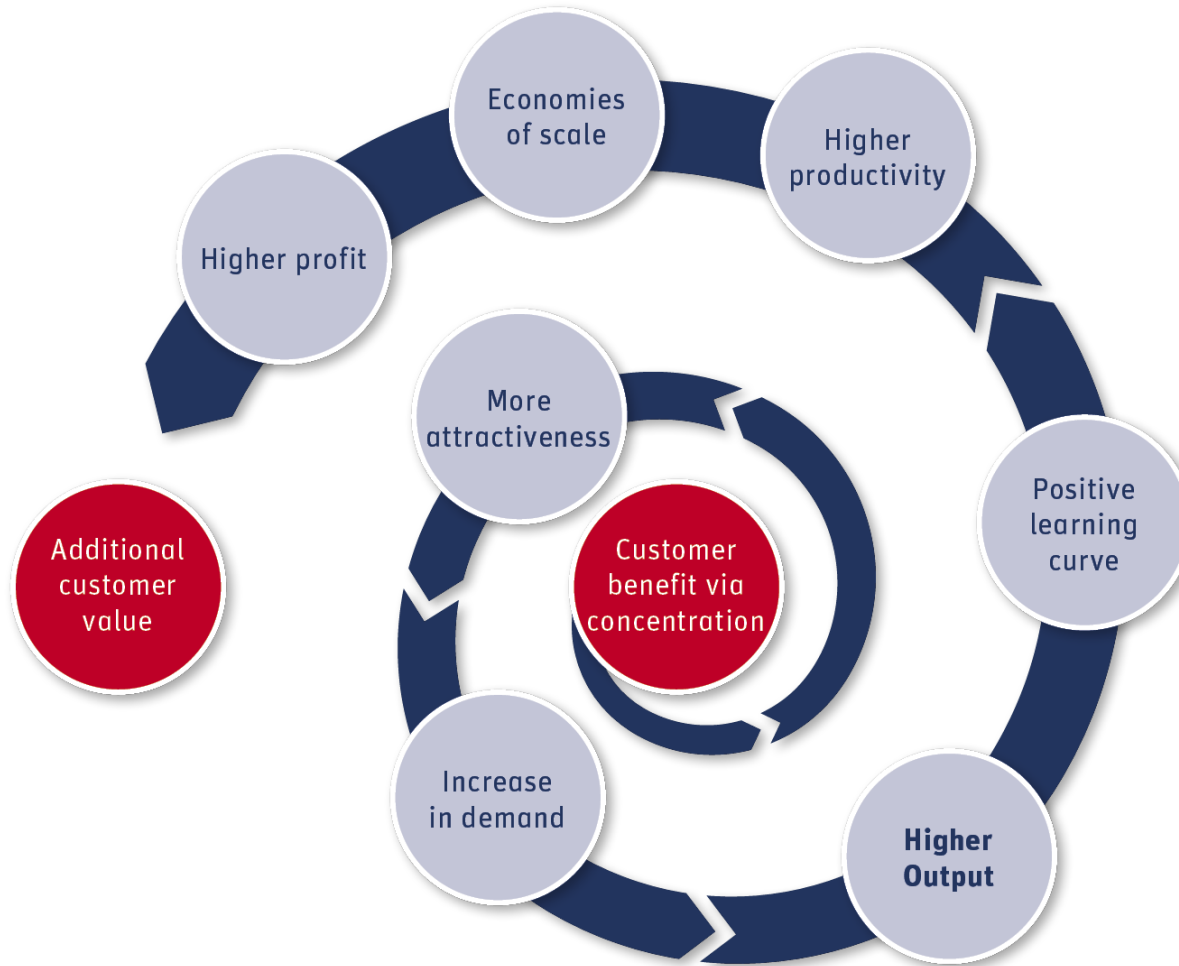 Economies
of scale
Higher
productivity
Higher profit
More
attractiveness
Positive
learning
curve
Additional
customer
value
Customer
benefit via
concentration
Increase
in demand
Higher
Output